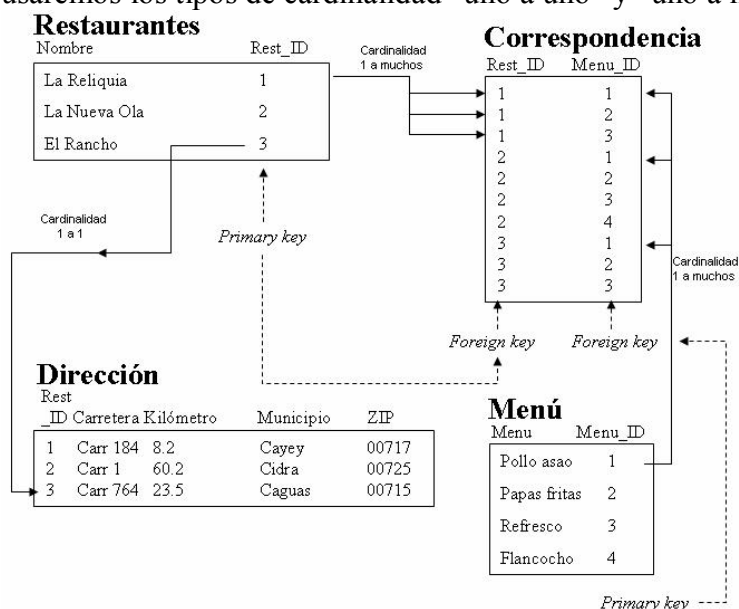 usaremos los tipos de cardinalidad "uno a uno" y "uno a
Restaurantes
Nombre Rest_ID
La Reliquia 1
La Nueva Ola 2
El Rancho 3
Cardinalidad
1 a muchos
Correspondencia
Rest_ID Menu_ID
1 1
1 2
1 3
2 1
2 2
2 3
2 4
3 1
3 2
3 3
Cardinalidad
1 a 1
Primary key
Cardinalidad
1 a muchos
Foreign key Foreign key
Dirección
Rest
_ID Carretera Kilómetro Municipio ZIP
1 Carr 184 8.2 Cayey 00717
2 Carr 1 60.2 Cidra 00725
3 Carr 764 23.5 Caguas 00715
Menú
Menu Menu_ID
Pollo asao 1
Papas fritas 2
Refresco 3
Flancocho 4
Primary key